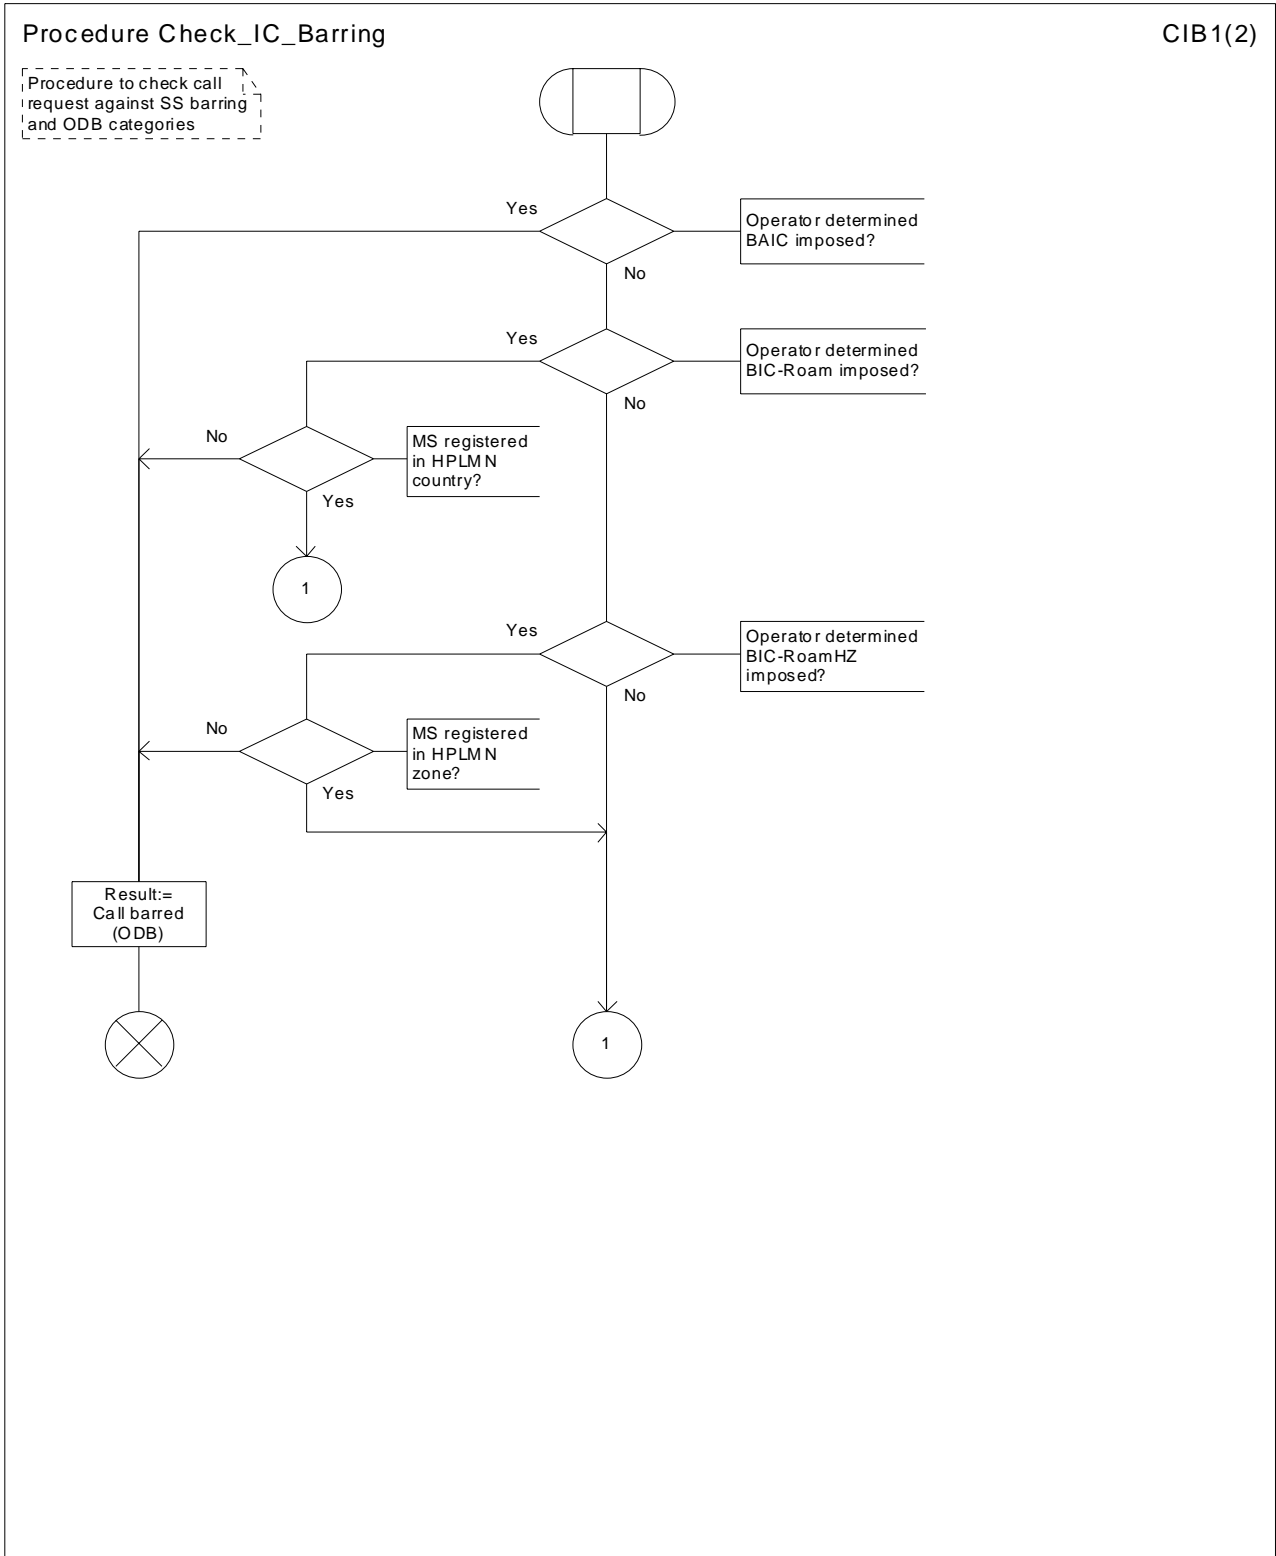 Procedure Check_IC_Barring
CIB1(2)
Procedure to check call
request against SS barring
and ODB categories
Yes
Operator determined
BAIC imposed?
No
Yes
Operator determined
BIC-Roam imposed?
No
No
MS registered
in HPLMN
country?
Yes
1
Yes
Operator determined
BIC-RoamHZ
imposed?
No
No
MS registered
in HPLMN
zone?
Yes
Result:=
Call barred
(ODB)
1